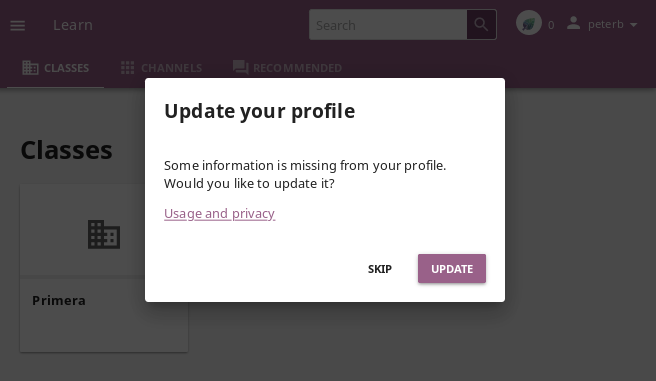 Learn
Search
0
peterb
CLASSES
CHANNELS
RECOMMENDED
Update your profile
Classes
Some information is missing from your profile.
Would you like to update it?
Usage and privacy
SKIP
UPDATE
Primera